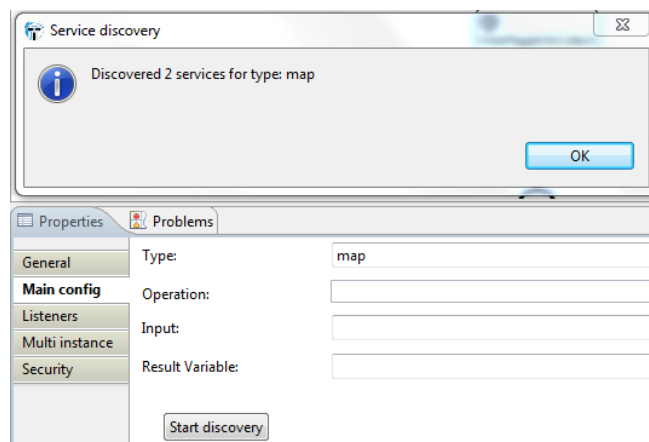 Service discovery
Discovered 2 services for type: map
OK
Properties
Problems
General
Main config
Listeners
Multi instance
Security
Type:
map
Operation:
Input:
Result Variable:
Start discovery